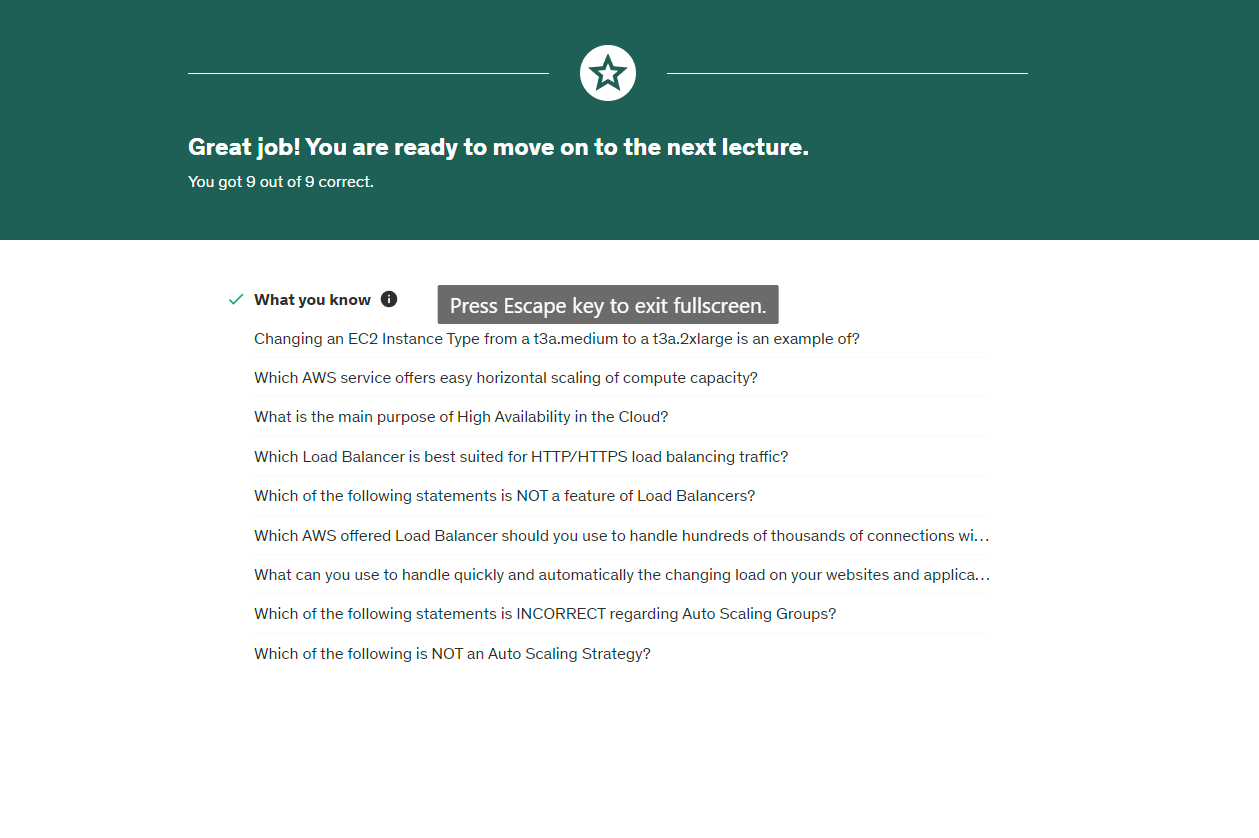 Great job! You are ready to move on to the next lecture.
You got 9 out of 9 correct.
What you know
Press Escape key to exit fullscreen.
Changing an EC2 Instance Type from a t3a.medium to a t3a.2xlarge is an example of?
Which AWS service offers easy horizontal scaling of compute capacity?
What is the main purpose of High Availability in the Cloud?
Which Load Balancer is best suited for HTTP/HTTPS load balancing traffic?
Which of the following statements is NOT a feature of Load Balancers?
Which AWS offered Load Balancer should you use to handle hundreds of thousands of connections wi…
What can you use to handle quickly and automatically the changing load on your websites and applica…
Which of the following statements is INCORRECT regarding Auto Scaling Groups?
Which of the following is NOT an Auto Scaling Strategy?